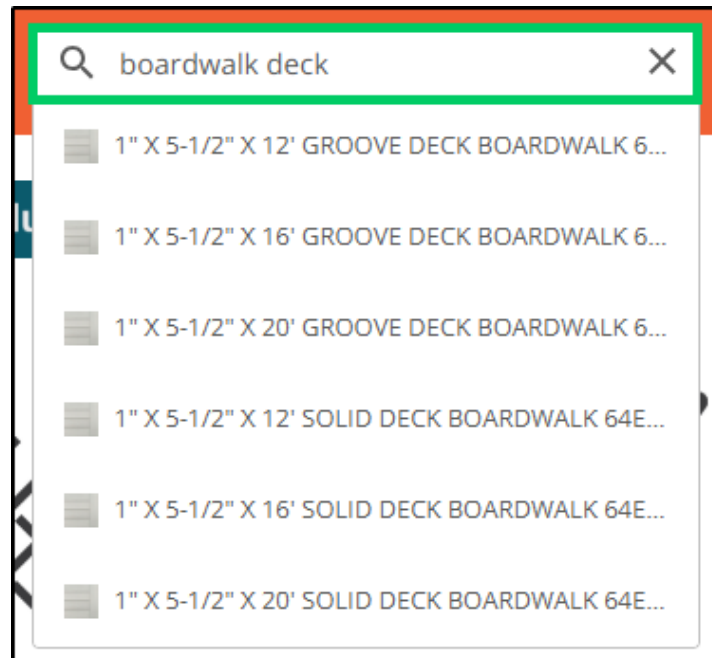 boardwalk deck
1" X 5-1/2" X 12' GROOVE DECK BOARDWALK 6...
1" X 5-1/2" X 16' GROOVE DECK BOARDWALK 6...
1" X 5-1/2" X 20' GROOVE DECK BOARDWALK 6...
1" X 5-1/2" X 12' SOLID DECK BOARDWALK 64E...
1" X 5-1/2" X 16' SOLID DECK BOARDWALK 64E...
1" X 5-1/2" X 20' SOLID DECK BOARDWALK 64E...